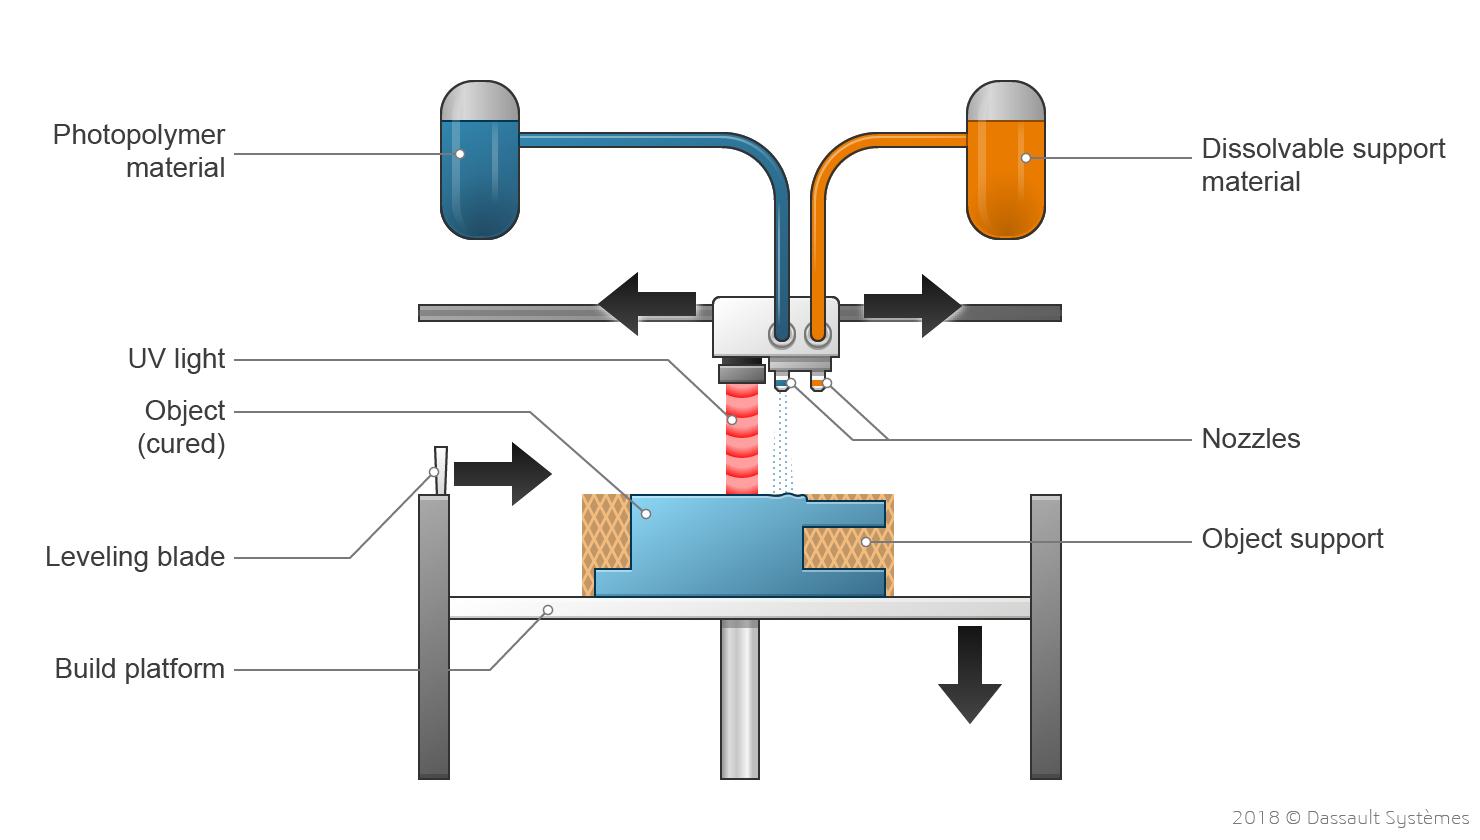 Photopolymer
material
Dissolvable support
material
UV light
Object
(cured)
Nozzles
Leveling blade
Object support
Build platform
2018 © Dassault Systèmes